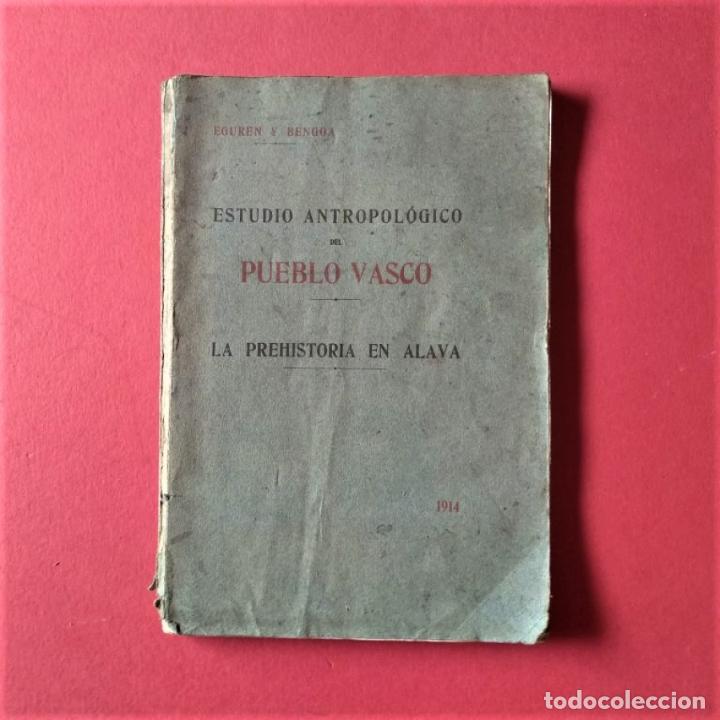 EGUREN Y BENGOA
ESTUDIO ANTROPOLÓGICO
DEL
PUEBLO VASCO
LA PREHISTORIA EN ALAVA
1914
todocoleccion